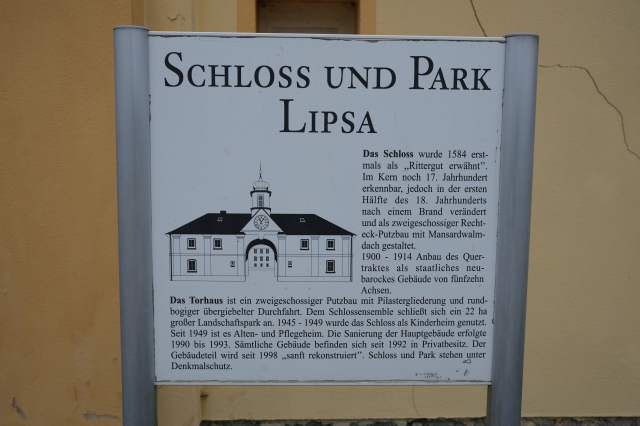 SCHLOSS UND PARK
LIPSA
Das Schloss wurde 1584 erst-
mals als „Rittergut erwähnt”.
Im Kern noch 17. Jahrhundert
erkennbar, jedoch in der ersten
Hälfte des 18. Jahrhunderts
nach einem Brand verändert
und als zweigeschossiger Recht-
eck-Putzbau mit Mansardwalm-
dach gestaltet.
1900 - 1914 Anbau des Quer-
traktes als staatliches neu-
barockes Gebäude von fünfzehn
Achsen.
Das Torhaus ist ein zweigeschossiger Putzbau mit Pilastergliederung und rund-
bogiger übergiebelter Durchfahrt. Dem Schlossensemble schließt sich ein 22 ha
großer Landschaftspark an. 1945 - 1949 wurde das Schloss als Kinderheim genutzt.
Seit 1949 ist es Alten- und Pflegeheim. Die Sanierung der Hauptgebäude erfolgte
1990 bis 1993. Sämtliche Gebäude befinden sich seit 1992 in Privatbesitz. Der
Gebäudeteil wird seit 1998 „sanft rekonstruiert”. Schloss und Park stehen unter
Denkmalschutz.